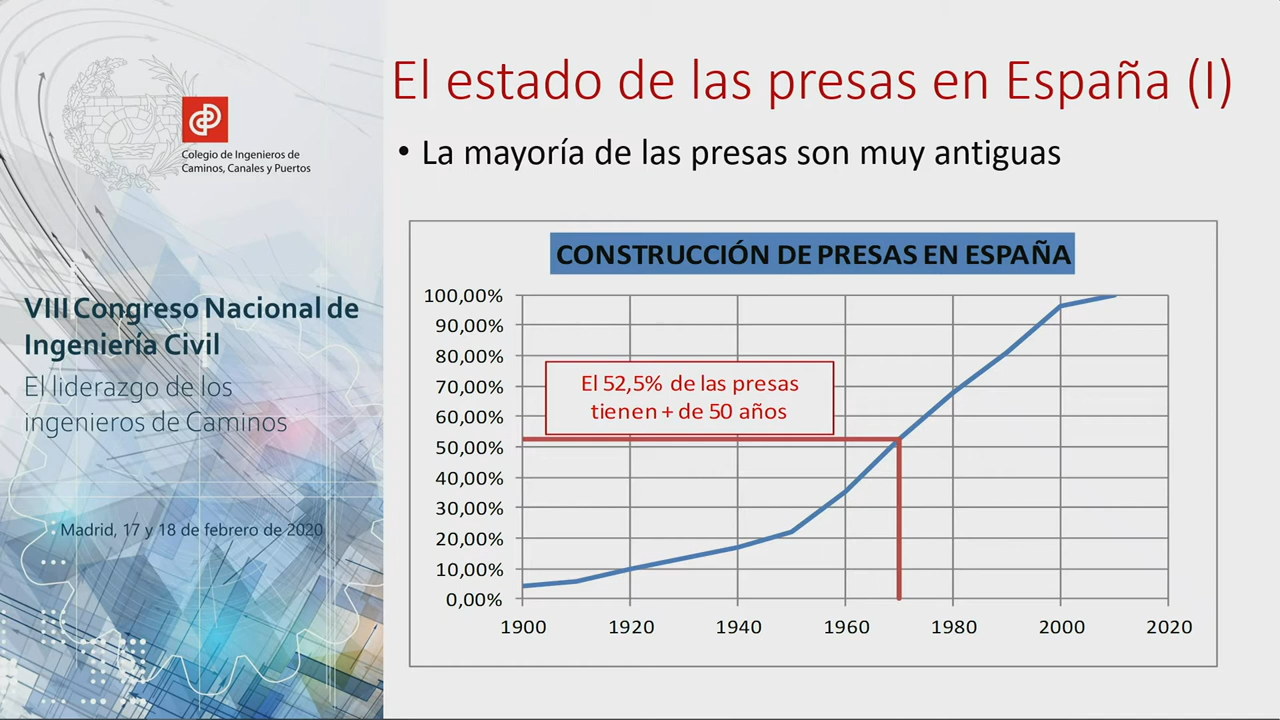 Colegio de Ingenieros de
Caminos, Canales y Puertos
VIII Congreso Nacional de
Ingeniería Civil
El liderazgo de los
ingenieros de Caminos
Madrid, 17 y 18 de febrero de 2020
El estado de las presas en España (I)
• La mayoría de las presas son muy antiguas
CONSTRUCCIÓN DE PRESAS EN ESPAÑA
100,00%
90,00%
80,00%
70,00%
60,00%
50,00%
40,00%
30,00%
20,00%
10,00%
0,00%
El 52,5% de las presas
tienen + de 50 años
1900 1920 1940 1960 1980 2000 2020